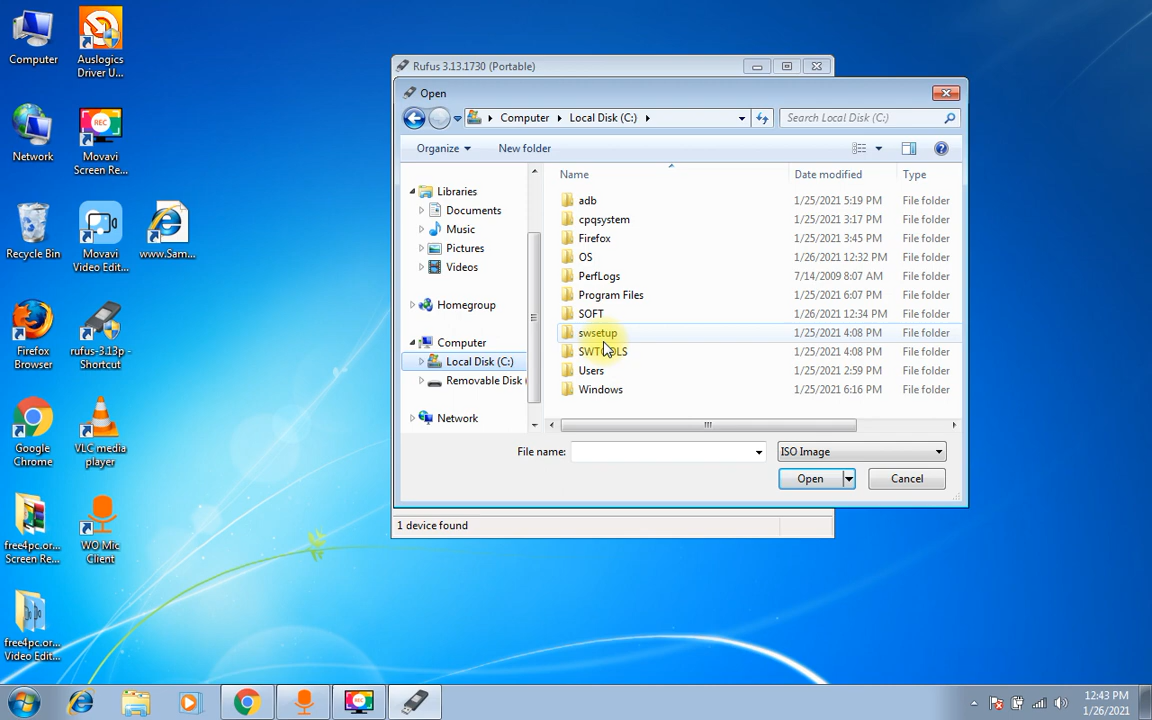 Computer
Auslogics
Driver U...
Network
REC
Movavi
Screen Re...
Recycle Bin
Movavi
Video Edit...
www.Sam...
Firefox
Browser
rufus-3.13p -
Shortcut
Google
Chrome
VLC media
player
free4pc.or...
Screen Re...
WO Mic
Client
free4pc.or...
Video Edit...
Rufus 3.13.1730 (Portable)
Open
Computer
Local Disk (C:)
Search Local Disk (C:)
Organize
New folder
Libraries
Documents
Music
Pictures
Videos
Homegroup
Computer
Local Disk (C:)
Removable Disk
Network
Name Date modified Type
adb 1/25/2021 5:19 PM File folder
cpqsystem 1/25/2021 3:17 PM File folder
Firefox 1/25/2021 3:45 PM File folder
OS 1/26/2021 12:32 PM File folder
PerfLogs 7/14/2009 8:07 AM File folder
Program Files 1/25/2021 6:07 PM File folder
SOFT 1/26/2021 12:34 PM File folder
swsetup 1/25/2021 4:08 PM File folder
SWTOOLS 1/25/2021 4:08 PM File folder
Users 1/25/2021 2:59 PM File folder
Windows 1/25/2021 6:16 PM File folder
File name:
ISO Image
Open
Cancel
1 device found
REC
12:43 PM
1/26/2021